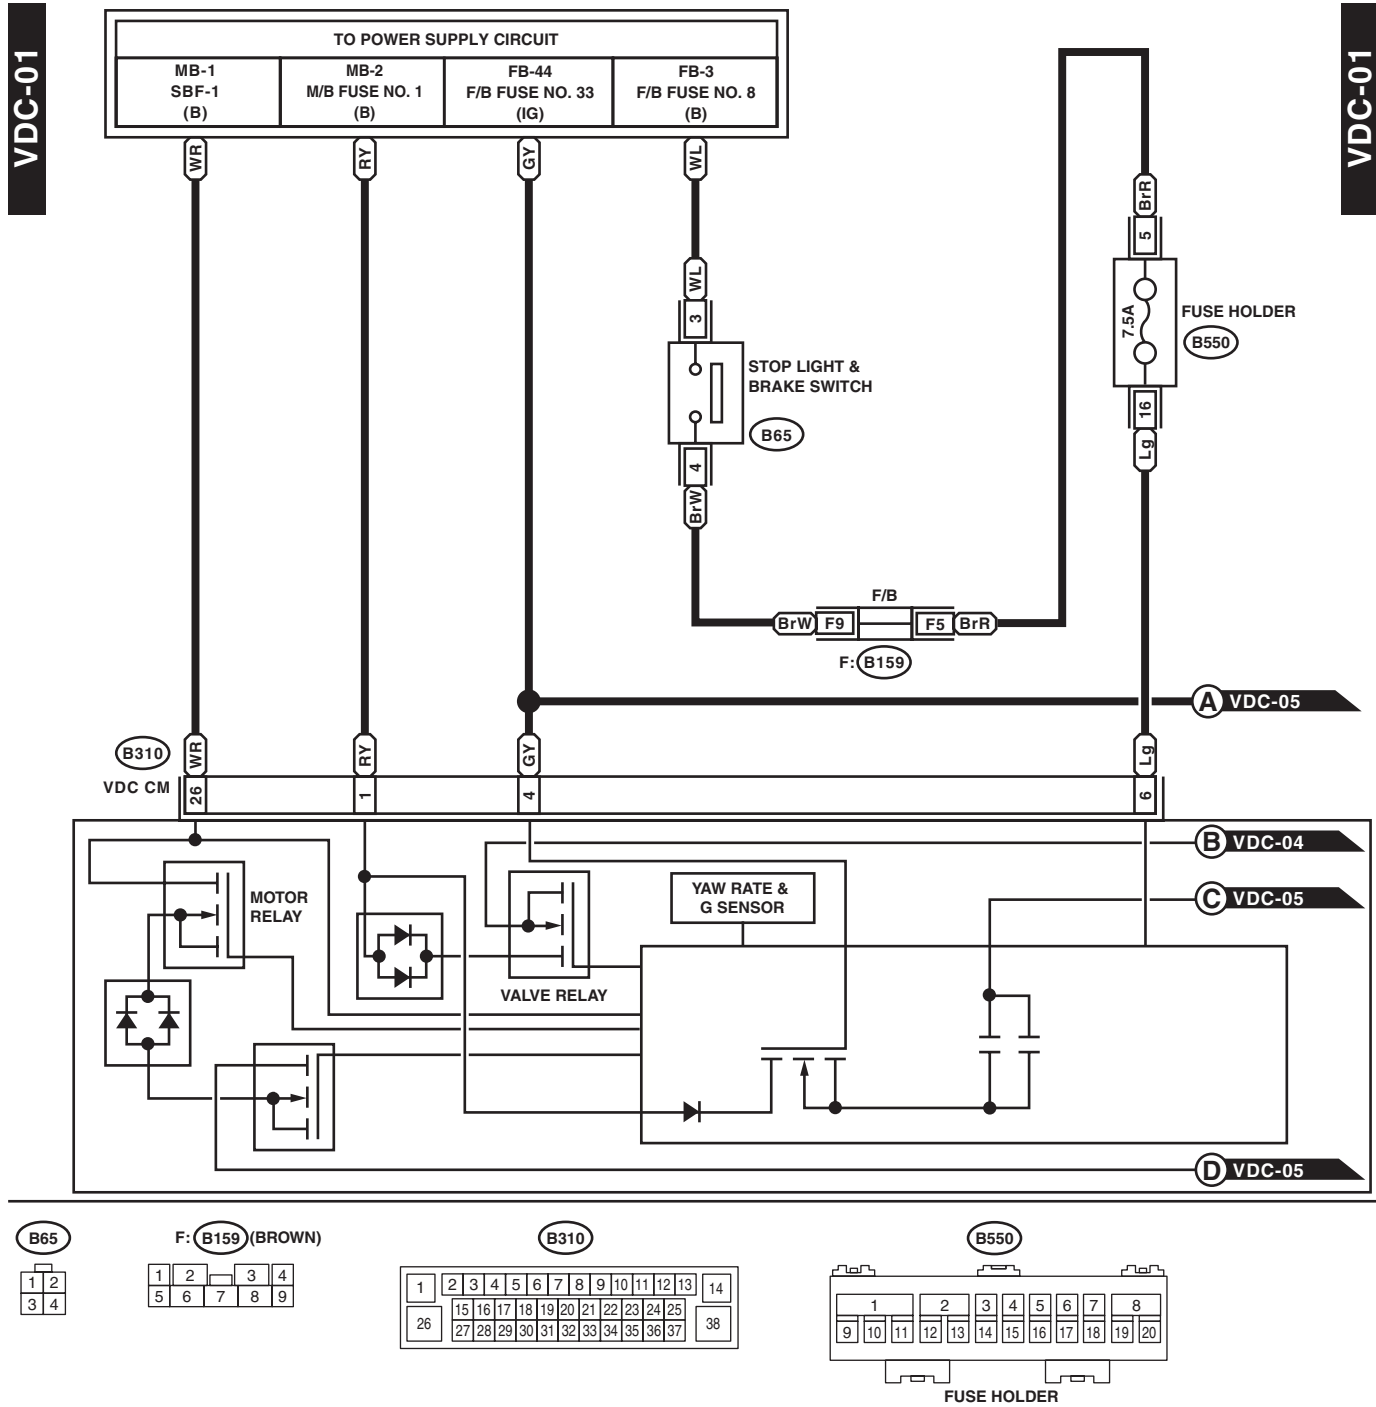 VDC-01
VDC-01
TO POWER SUPPLY CIRCUIT
MB-1
SBF-1
(B)
MB-2
M/B FUSE NO. 1
(B)
FB-44
F/B FUSE NO. 33
(IG)
FB-3
F/B FUSE NO. 8
(B)
WR
RY
GY
WL
BrR
5
7.5A
FUSE HOLDER
B550
16
Lg
WL
3
STOP LIGHT &
BRAKE SWITCH
B65
4
BrW
F/B
BrW
F9
F5
BrR
F: B159
A VDC-05
B310
VDC CM
WR
RY
GY
Lg
26
1
4
6
B VDC-04
C VDC-05
MOTOR
RELAY
YAW RATE &
G SENSOR
VALVE RELAY
D VDC-05
B65
1 2
3 4
F: B159 (BROWN)
1 2 3 4
5 6 7 8 9
B310
1 2 3 4 5 6 7 8 9 10 11 12 13 14
15 16 17 18 19 20 21 22 23 24 25
26 27 28 29 30 31 32 33 34 35 36 37 38
B550
1 2 3 4 5 6 7 8
9 10 11 12 13 14 15 16 17 18 19 20
FUSE HOLDER